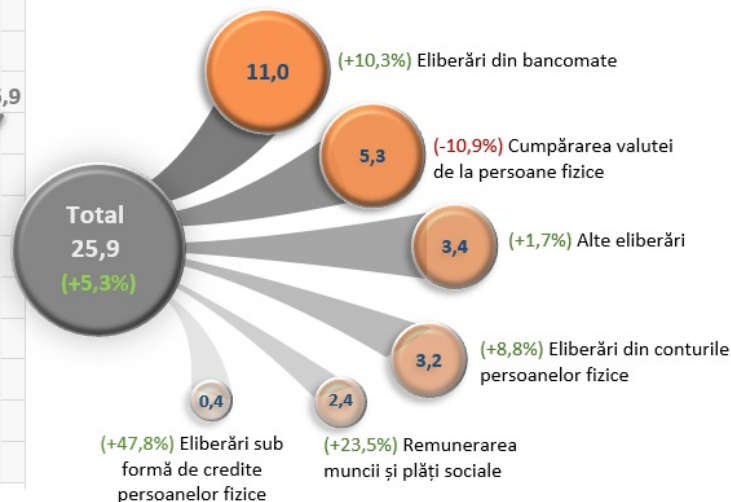 5,9
11,0
(+10,3%) Eliberări din bancomate
5,3
(-10,9%) Cumpărarea valutei
de la persoane fizice
Total
25,9
(+5,3%)
3,4
(+1,7%) Alte eliberări
3,2
(+8,8%) Eliberări din conturile
persoanelor fizice
0,4
2,4
(+47,8%) Eliberări sub
formă de credite
persoanelor fizice
(+23,5%) Remunerarea
muncii și plăți sociale